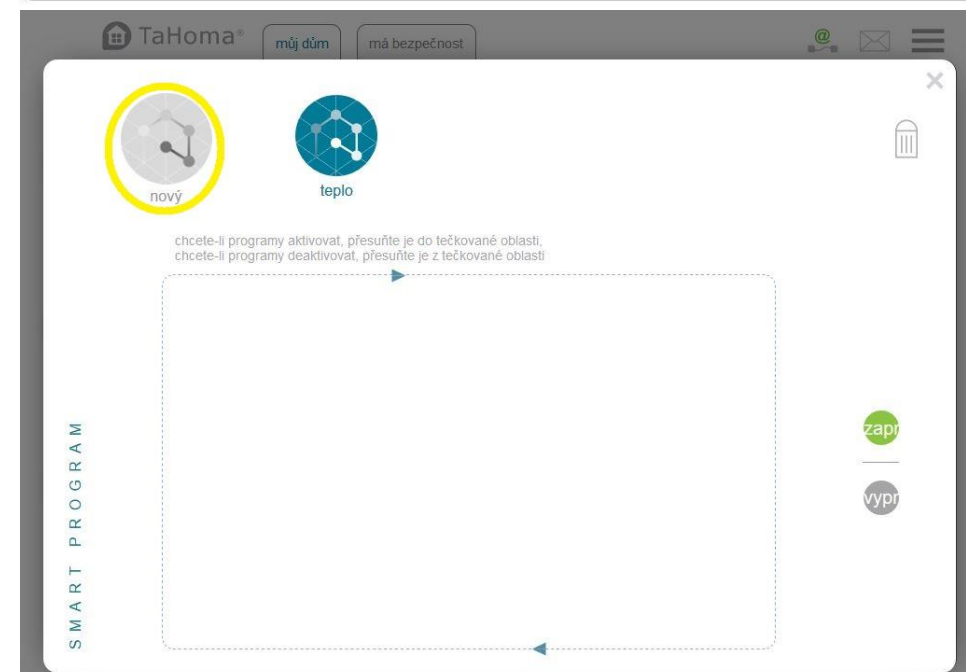 TaHoma®
můj dům
má bezpečnost
@
nový
teplo
chcete-li programy aktivovat, přesuňte je do tečkované oblasti,
chcete-li programy deaktivovat, přesuňte je z tečkované oblasti
SMART PROGRAM
zapr
vypr